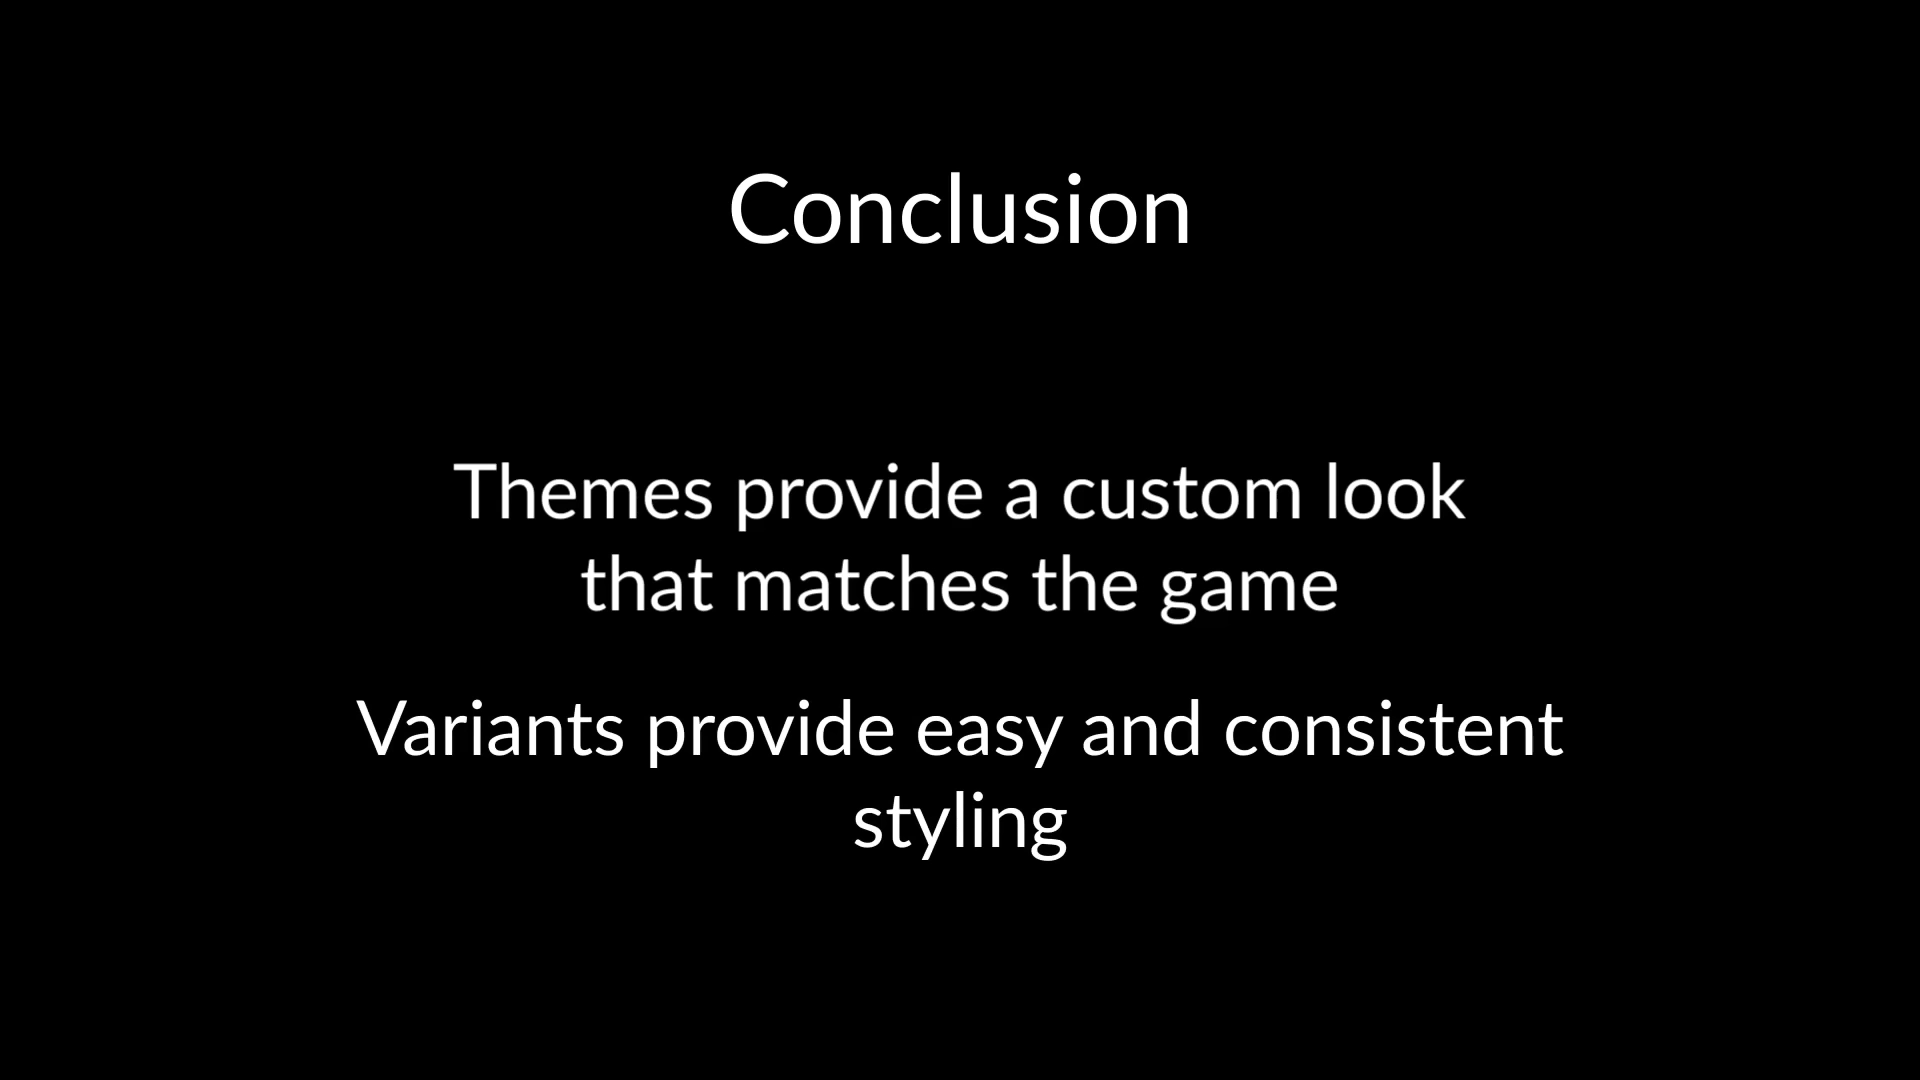 Conclusion
Themes provide a custom look
that matches the game
Variants provide easy and consistent
styling